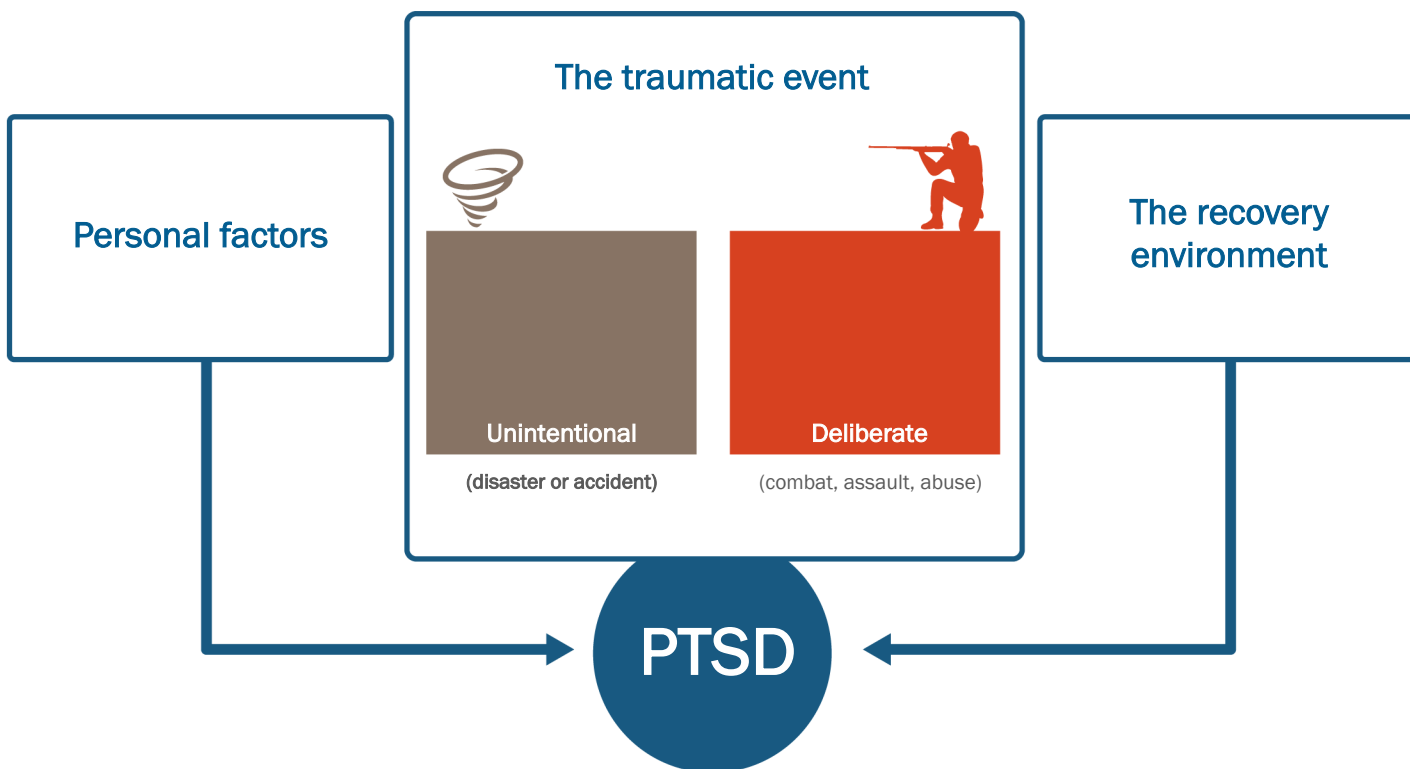 The traumatic event
Personal factors
The recovery
environment
Unintentional
Deliberate
(disaster or accident)
(combat, assault, abuse)
PTSD